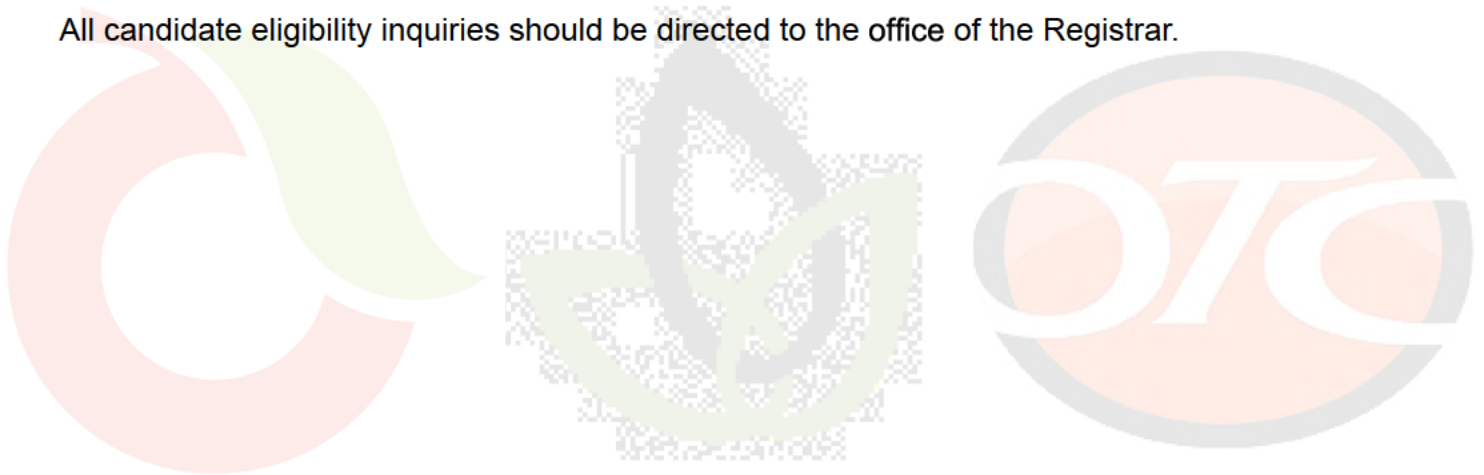 All candidate eligibility inquiries should be directed to the office of the Registrar.
OTC